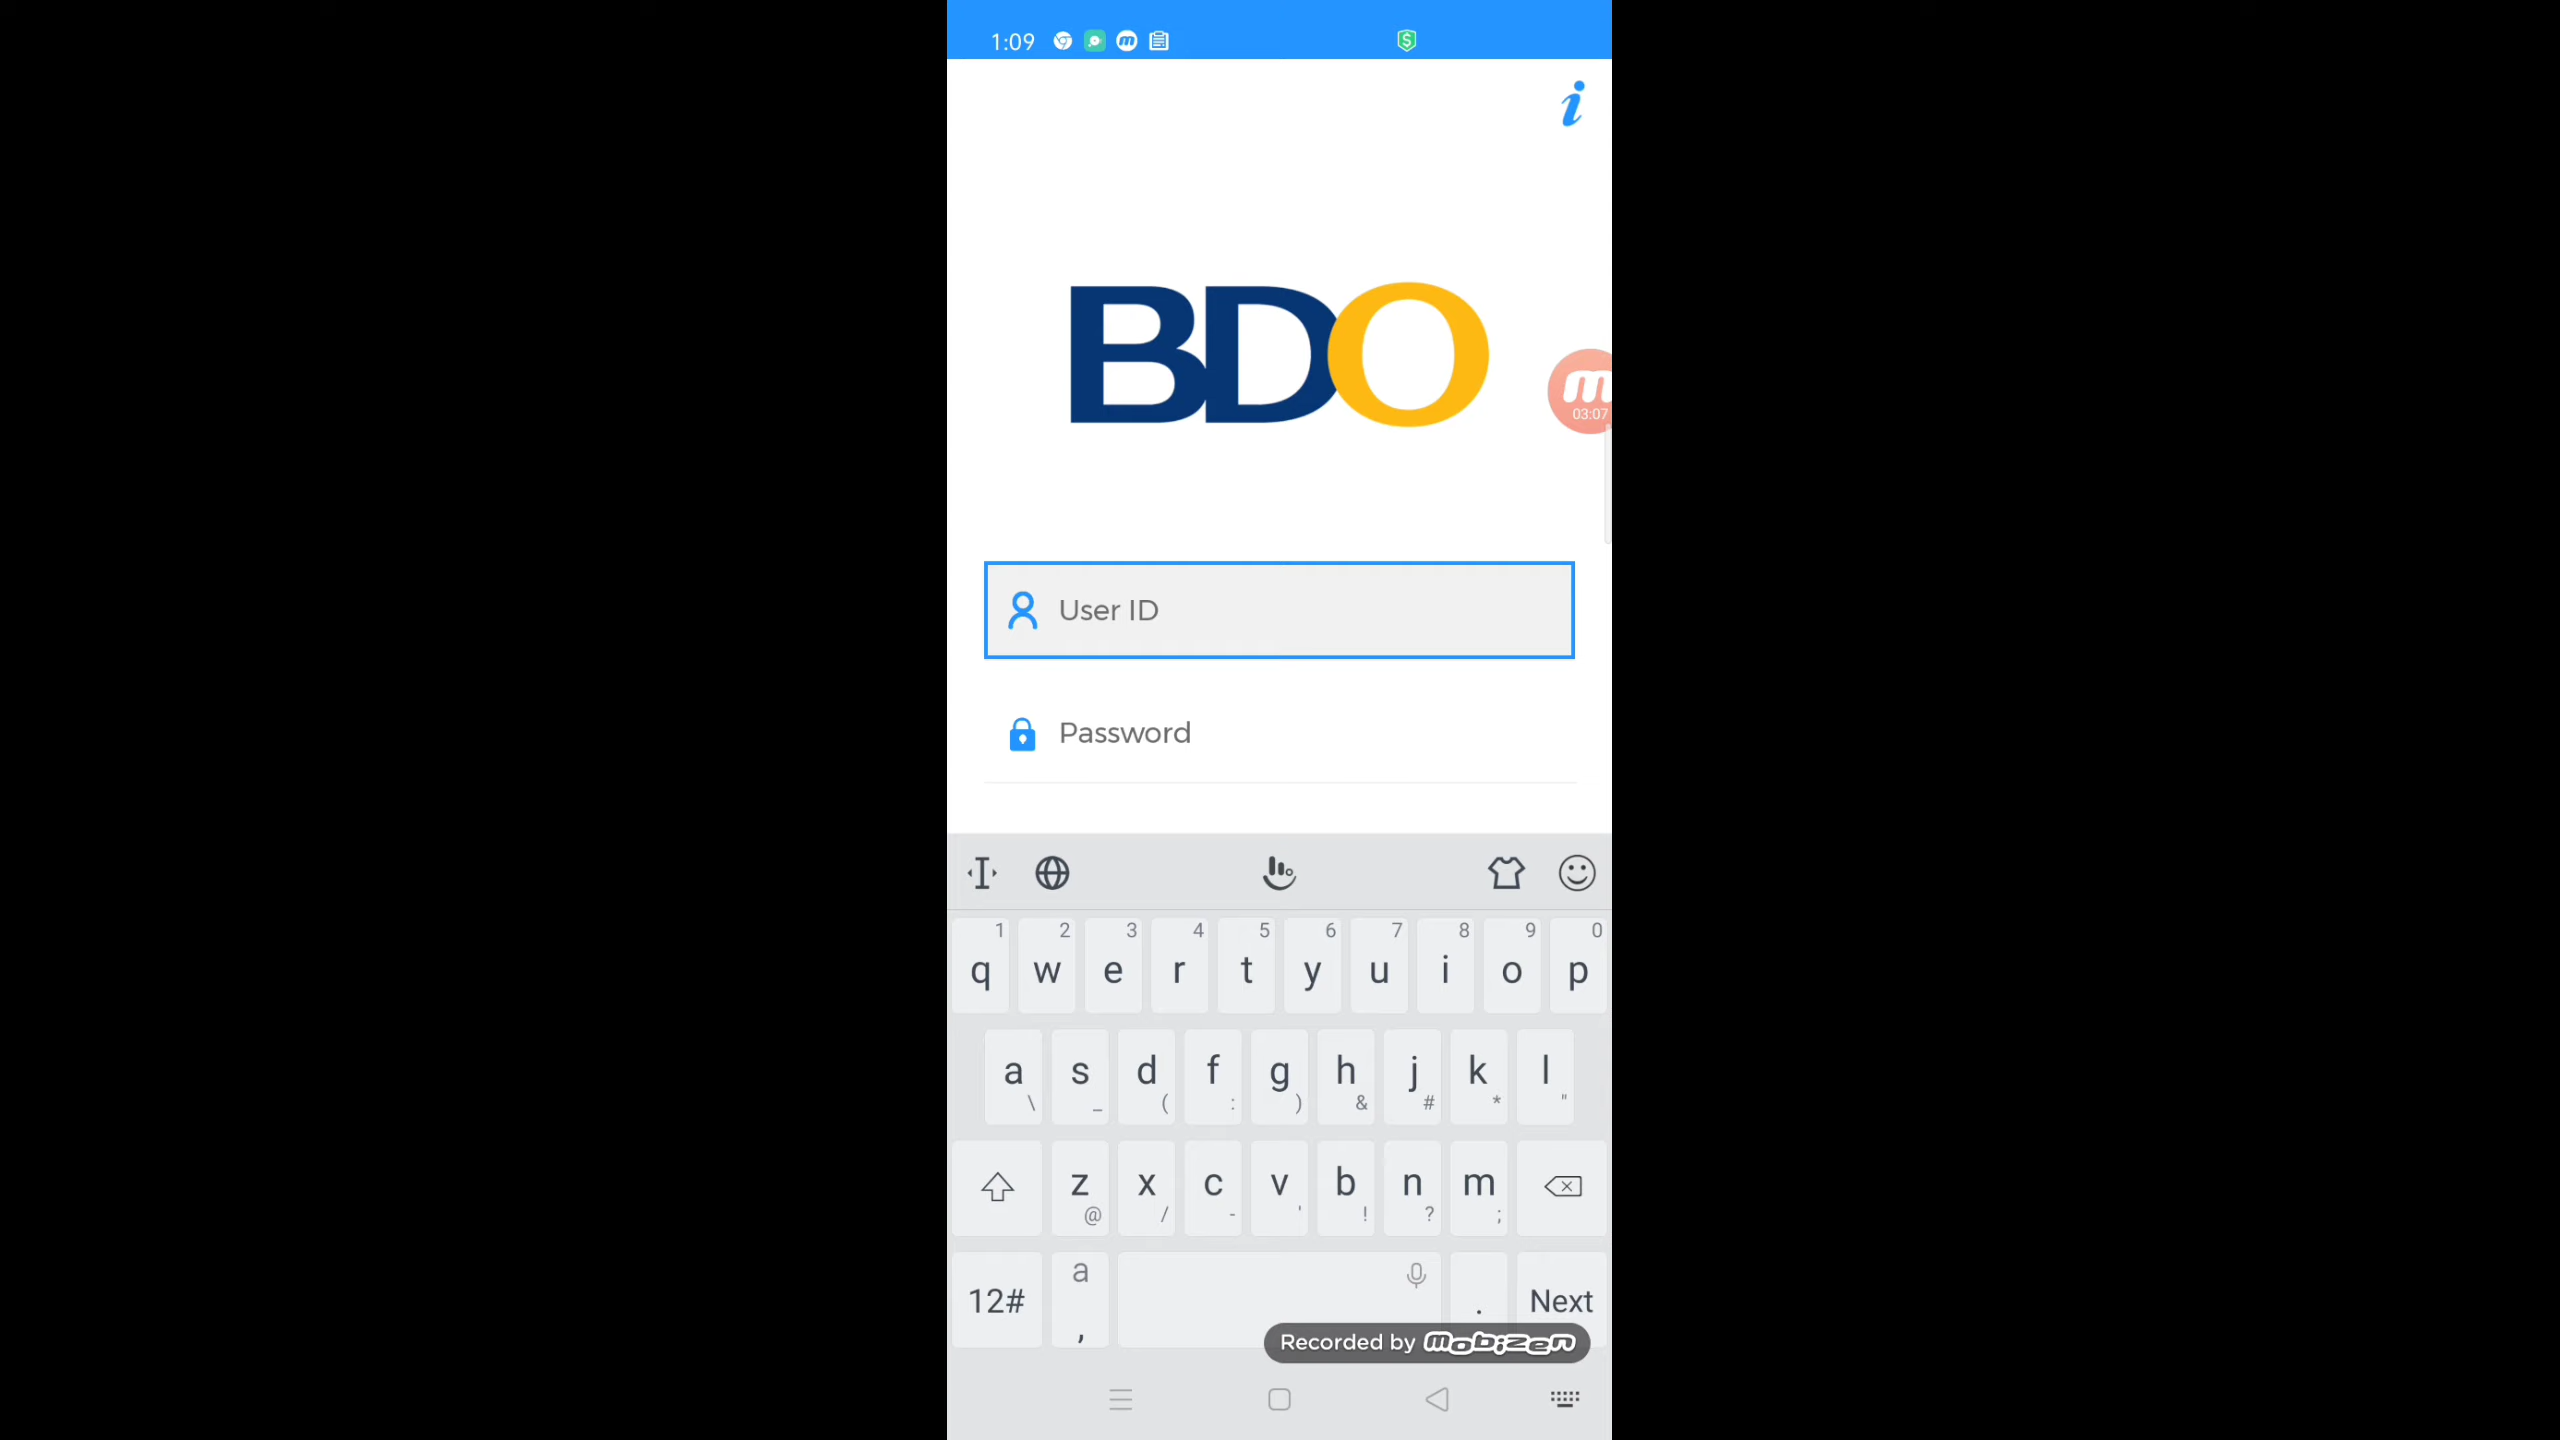 1:09
i
BDO
03:07
User ID
Password
1 2 3 4 5 6 7 8 9 0
q w e r t y u i o p
a s d f g h j k l
\ _ ( : ) & # * "
z x c v b n m
@ / - ' ! ? ;
a
12# , . Next
Recorded by mobizen